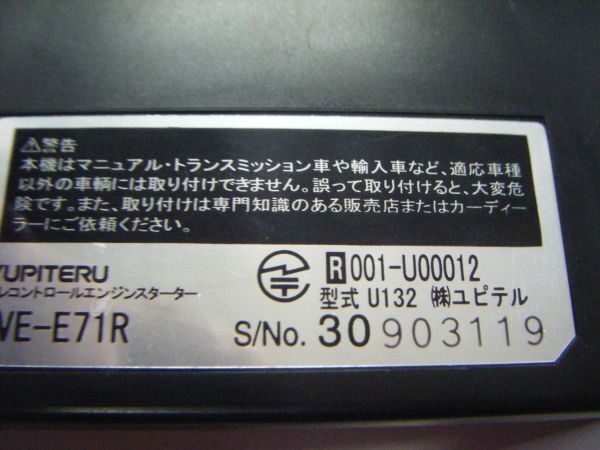 ⚠警告
本機はマニュアル・トランスミッション車や輸入車など、適応車種
以外の車輌には取り付けできません。誤って取り付けると、大変危
険です。また、取り付けは専門知識のある販売店またはカーディー
ラーにご依頼ください。
YUPITERU
R 001-U00012
レコントロールエンジンスターター
型式 U132 ㈱ユピテル
VE-E71R
S/No. 30903119